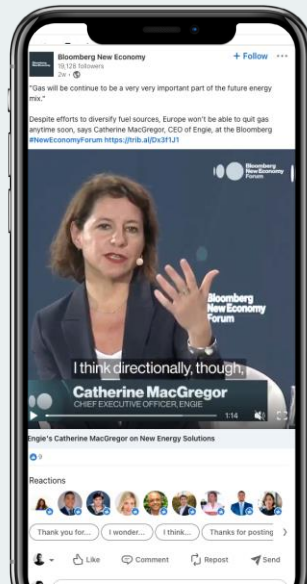 Bloomberg New Economy
+ Follow ...
19,128 followers
2w •
"Gas will be continue to be a very very important part of the future energy
mix."
Despite efforts to diversify fuel sources, Europe won't be able to quit gas
anytime soon, says Catherine MacGregor, CEO of Engie, at the Bloomberg
#NewEconomyForum https://trib.al/Dx3f1J1
Bloomberg
New Economy
Forum
Bloomberg
New Economy
Forum
I think directionally, though,
Catherine MacGregor
CHIEF EXECUTIVE OFFICER, ENGIE
1:14
Engie's Catherine MacGregor on New Energy Solutions
9
Reactions
Thank you for...
I wonder...
I think...
Thanks for posting
Like
Comment
Repost
Send